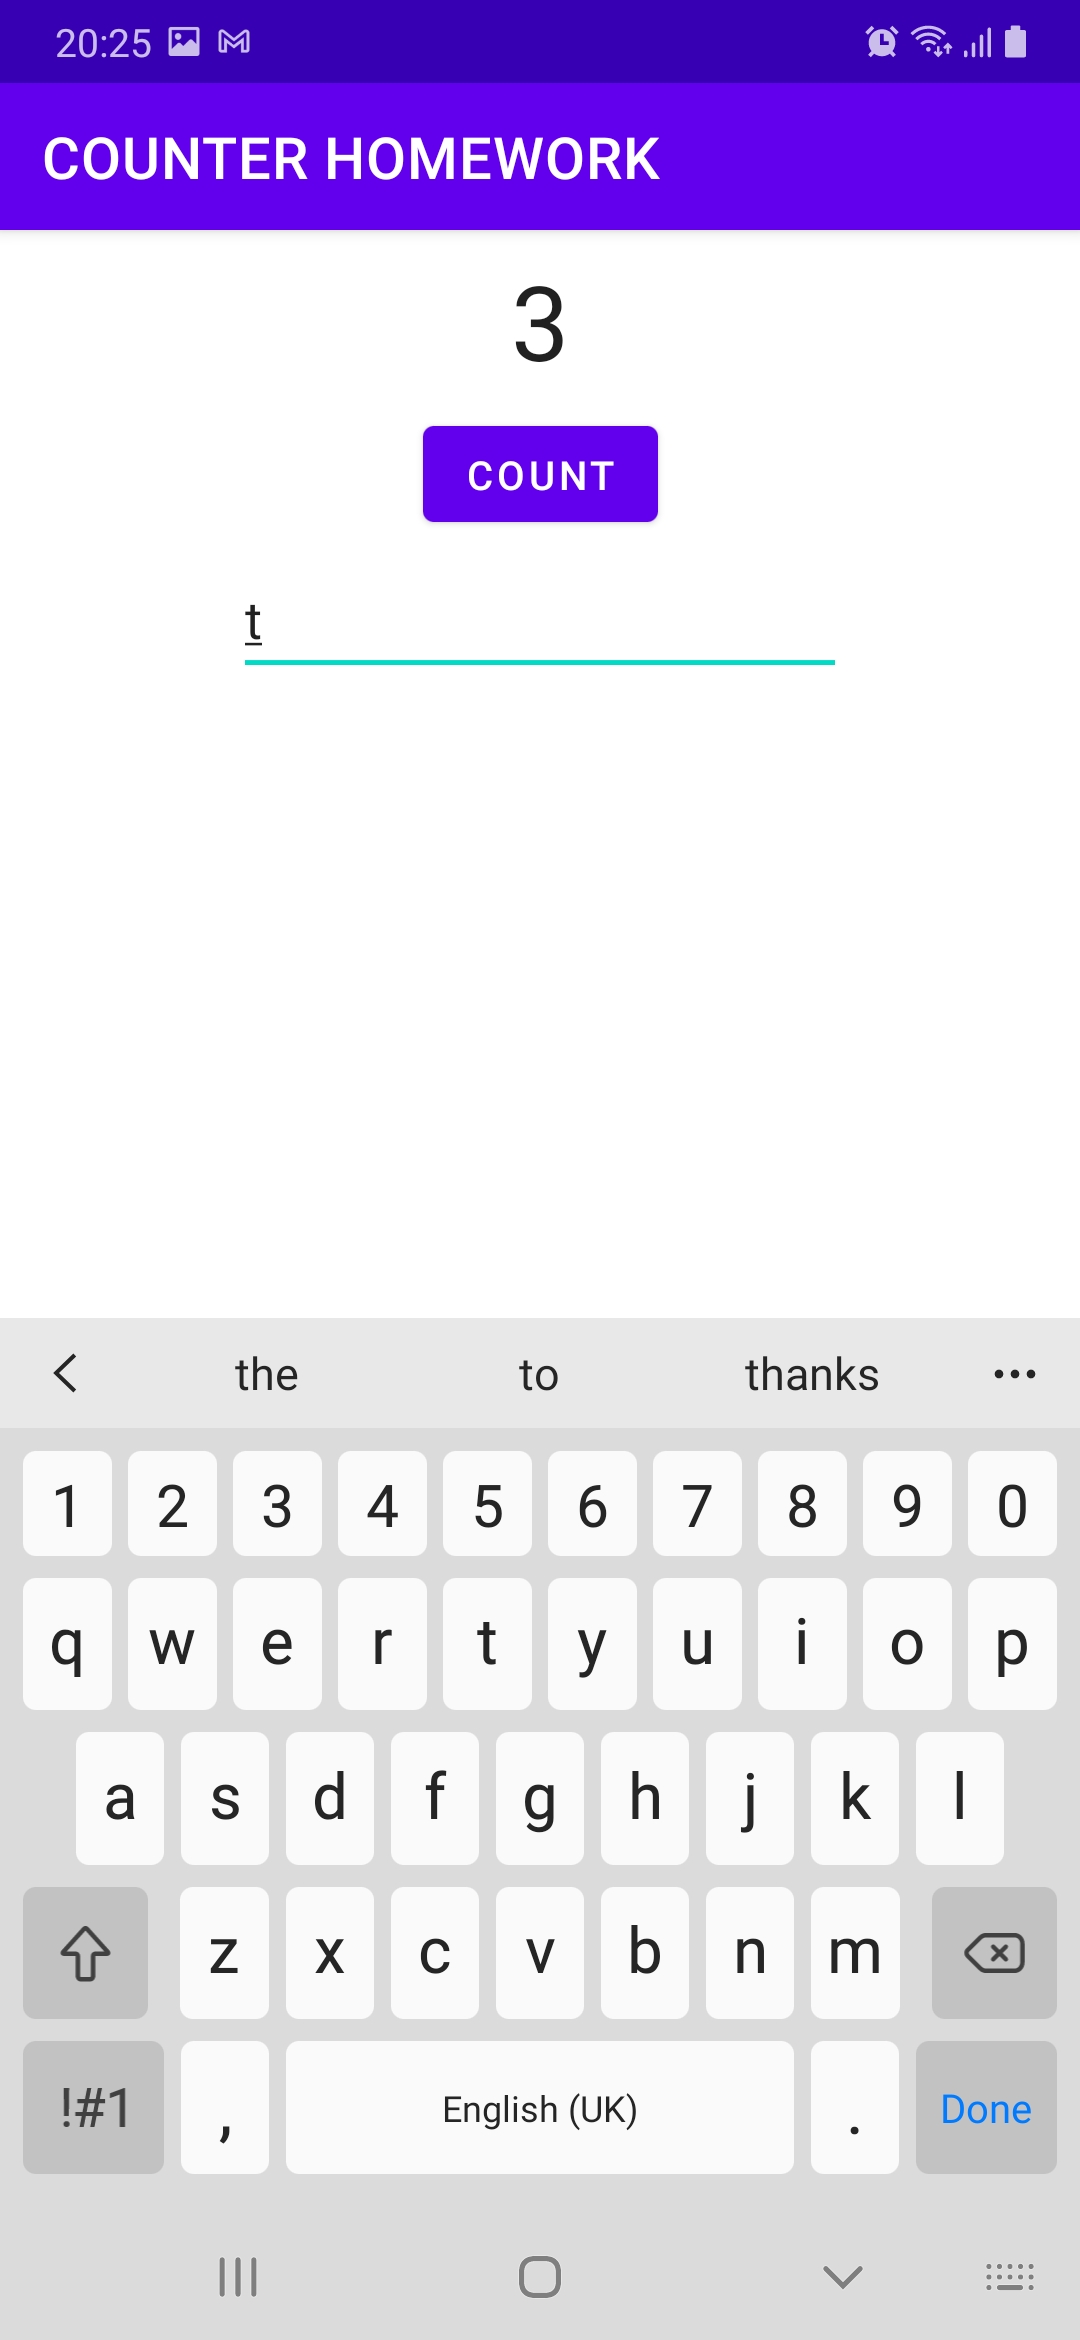 20:25
COUNTER HOMEWORK
3
COUNT
t
the to thanks
1 2 3 4 5 6 7 8 9 0
q w e r t y u i o p
a s d f g h j k l
z x c v b n m
!#1 , English (UK) . Done